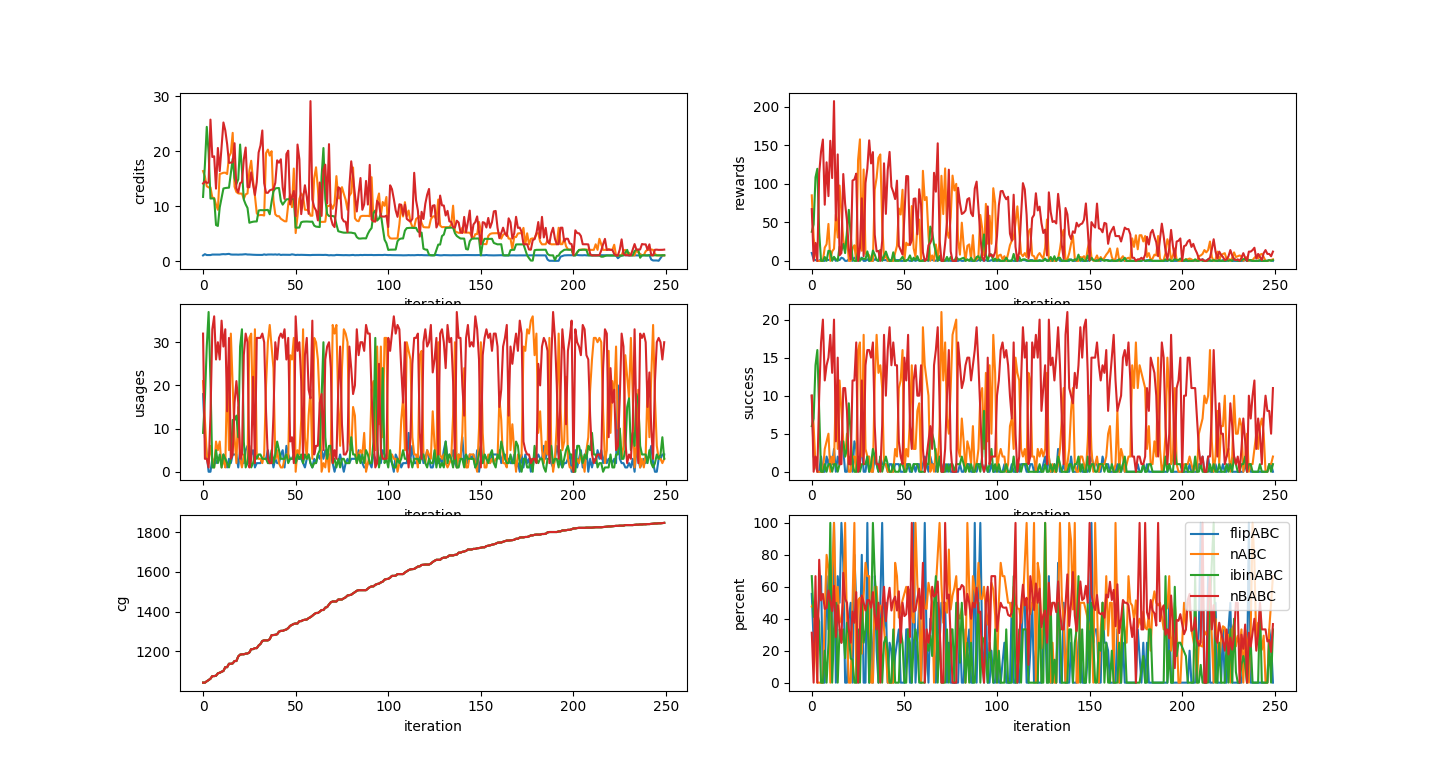 30
20
10
0
credits
0 50 100 150 200 250
iteration
200
150
100
50
0
rewards
0 50 100 150 200 250
iteration
30
20
10
0
usages
0 50 100 150 200 250
iteration
20
15
10
5
0
success
0 50 100 150 200 250
iteration
1800
1600
1400
1200
cg
0 50 100 150 200 250
iteration
100
80
60
40
20
0
percent
flipABC
nABC
ibinABC
nBABC
0 50 100 150 200 250
iteration